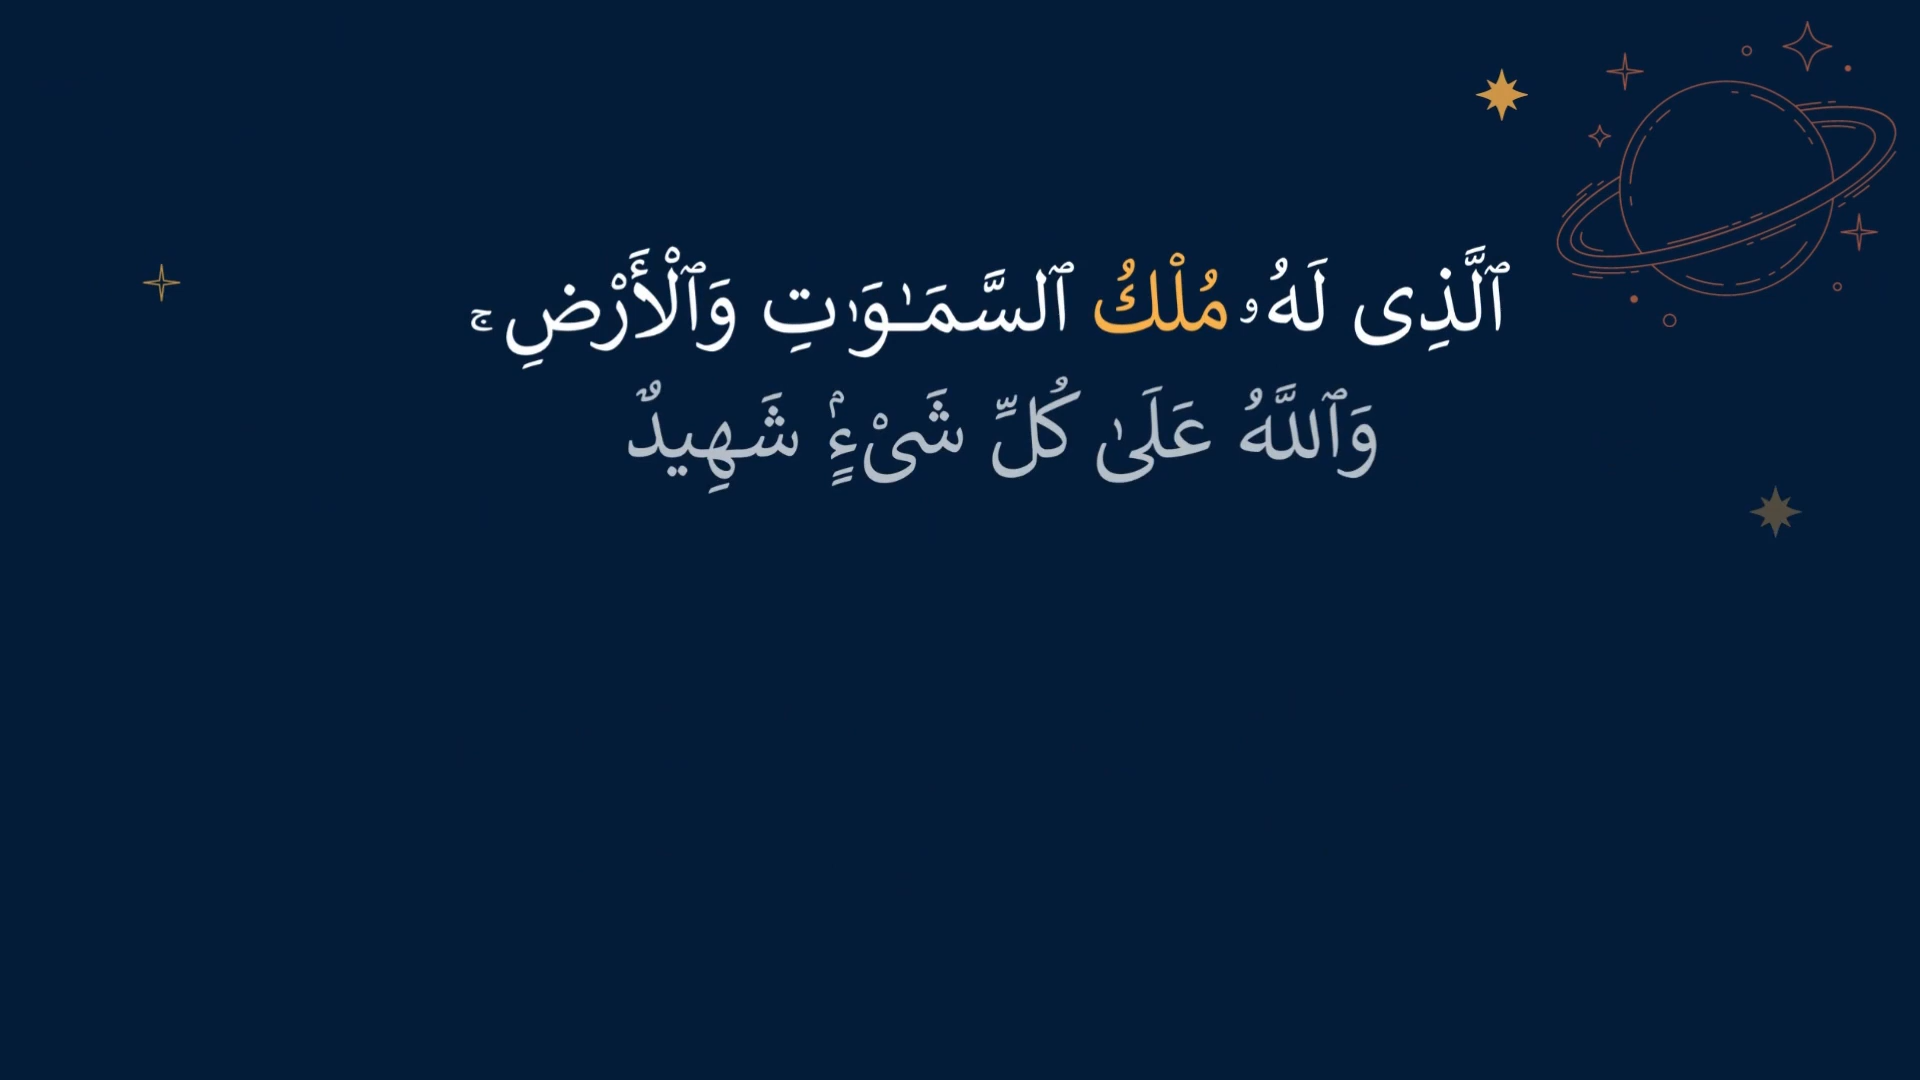 ٱلَّذِى لَهُۥ مُلْكُ ٱلسَّمَـٰوَٰتِ وَٱلْأَرْضِ ۚ
وَٱللَّهُ عَلَىٰ كُلِّ شَىْءٍۢ شَهِيدٌ